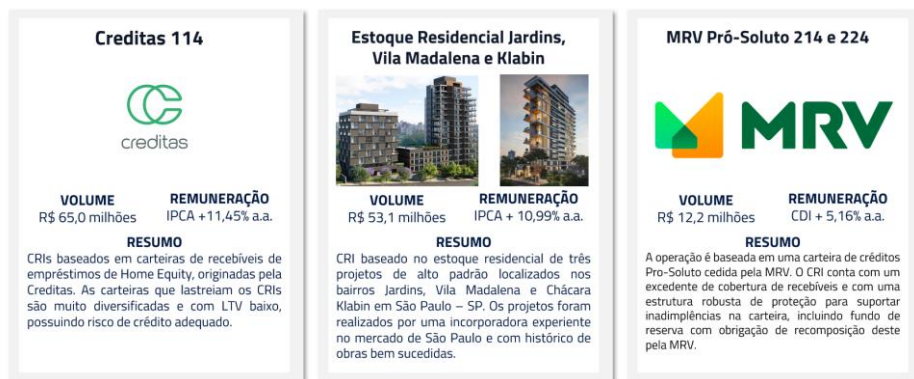 Creditas 114
creditas
VOLUME
R$ 65,0 milhões
REMUNERAÇÃO
IPCA +11,45% a.a.
RESUMO
CRIs baseados em carteiras de recebíveis de
empréstimos de Home Equity, originadas pela
Creditas. As carteiras que lastreiam os CRIs
são muito diversificadas e com LTV baixo,
possuindo risco de crédito adequado.
Estoque Residencial Jardins,
Vila Madalena e Klabin
VOLUME
R$ 53,1 milhões
REMUNERAÇÃO
IPCA + 10,99% a.a.
RESUMO
CRI baseado no estoque residencial de três
projetos de alto padrão localizados nos
bairros Jardins, Vila Madalena e Chácara
Klabin em São Paulo – SP. Os projetos foram
realizados por uma incorporadora experiente
no mercado de São Paulo e com histórico de
obras bem sucedidas.
MRV Pró-Soluto 214 e 224
MRV
VOLUME
R$ 12,2 milhões
REMUNERAÇÃO
CDI + 5,16% a.a.
RESUMO
A operação é baseada em uma carteira de créditos
Pro-Soluto cedida pela MRV. O CRI conta com um
excedente de cobertura de recebíveis e com uma
estrutura robusta de proteção para suportar
inadimplências na carteira, incluindo fundo de
reserva com obrigação de recomposição deste
pela MRV.